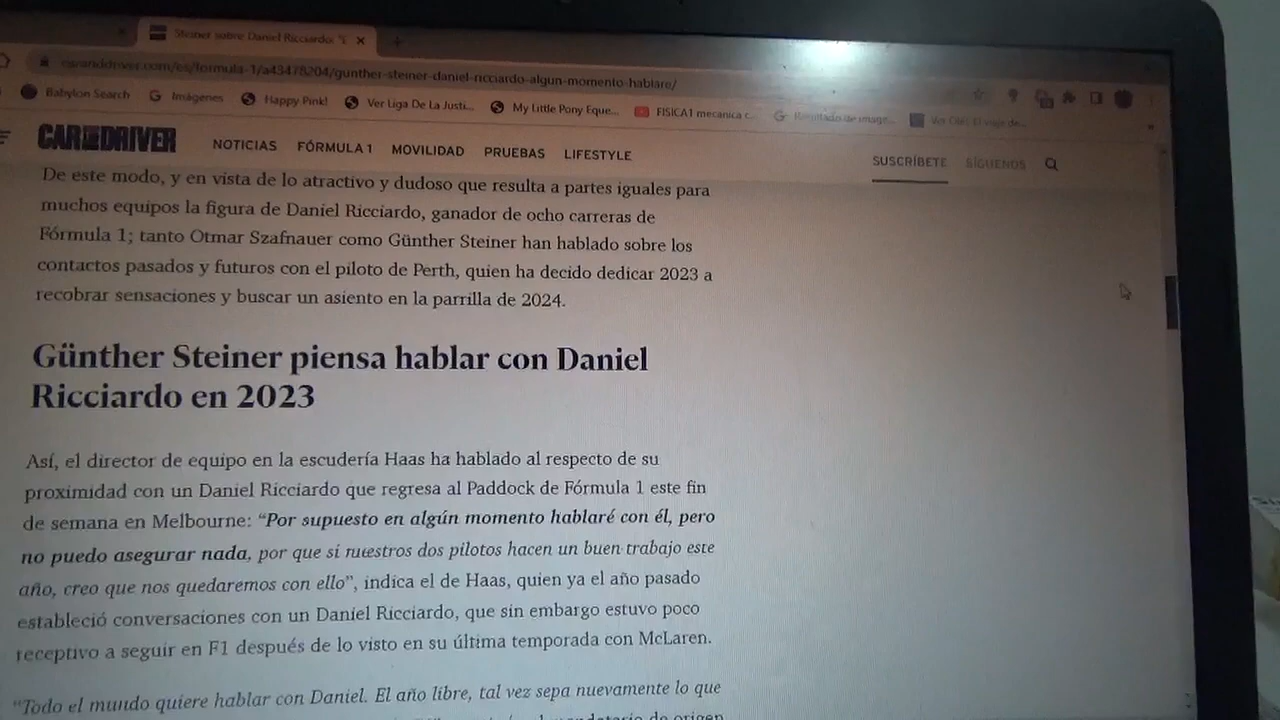 Steiner sobre Daniel Ricciardo: "E
caranddriver.com/es/formula-1/a43478204/gunther-steiner-daniel-ricciardo-algun-momento-hablare/
Babylon Search Imágenes Happy Pink! Ver Liga De La Justi... My Little Pony Eque... FISICA1 mecanica c... Resultado de image...
CAR AND DRIVER NOTICIAS FÓRMULA 1 MOVILIDAD PRUEBAS LIFESTYLE SUSCRÍBETE SÍGUENOS
De este modo, y en vista de lo atractivo y dudoso que resulta a partes iguales para
muchos equipos la figura de Daniel Ricciardo, ganador de ocho carreras de
Fórmula 1; tanto Otmar Szafnauer como Günther Steiner han hablado sobre los
contactos pasados y futuros con el piloto de Perth, quien ha decido dedicar 2023 a
recobrar sensaciones y buscar un asiento en la parrilla de 2024.
Günther Steiner piensa hablar con Daniel
Ricciardo en 2023
Así, el director de equipo en la escudería Haas ha hablado al respecto de su
proximidad con un Daniel Ricciardo que regresa al Paddock de Fórmula 1 este fin
de semana en Melbourne: “Por supuesto en algún momento hablaré con él, pero
no puedo asegurar nada, por que si nuestros dos pilotos hacen un buen trabajo este
año, creo que nos quedaremos con ello”, indica el de Haas, quien ya el año pasado
estableció conversaciones con un Daniel Ricciardo, que sin embargo estuvo poco
receptivo a seguir en F1 después de lo visto en su última temporada con McLaren.
“Todo el mundo quiere hablar con Daniel. El año libre, tal vez sepa nuevamente lo que